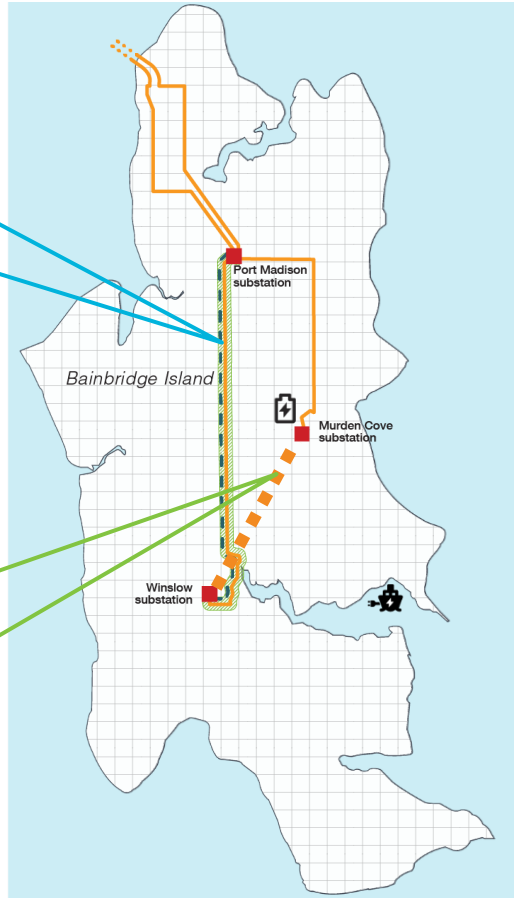 Port Madison
substation
Bainbridge Island
Murden Cove
substation
Winslow
substation